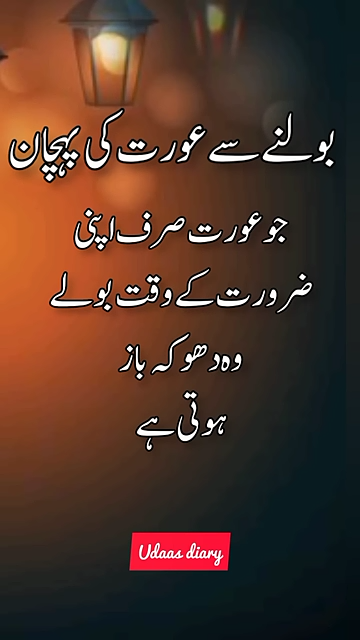 بولنے سے عورت کی پہچان
جو عورت صرف اپنی
ضرورت کے وقت بولے
وہ دھوکہ باز
ہوتی ہے
Udaas diary